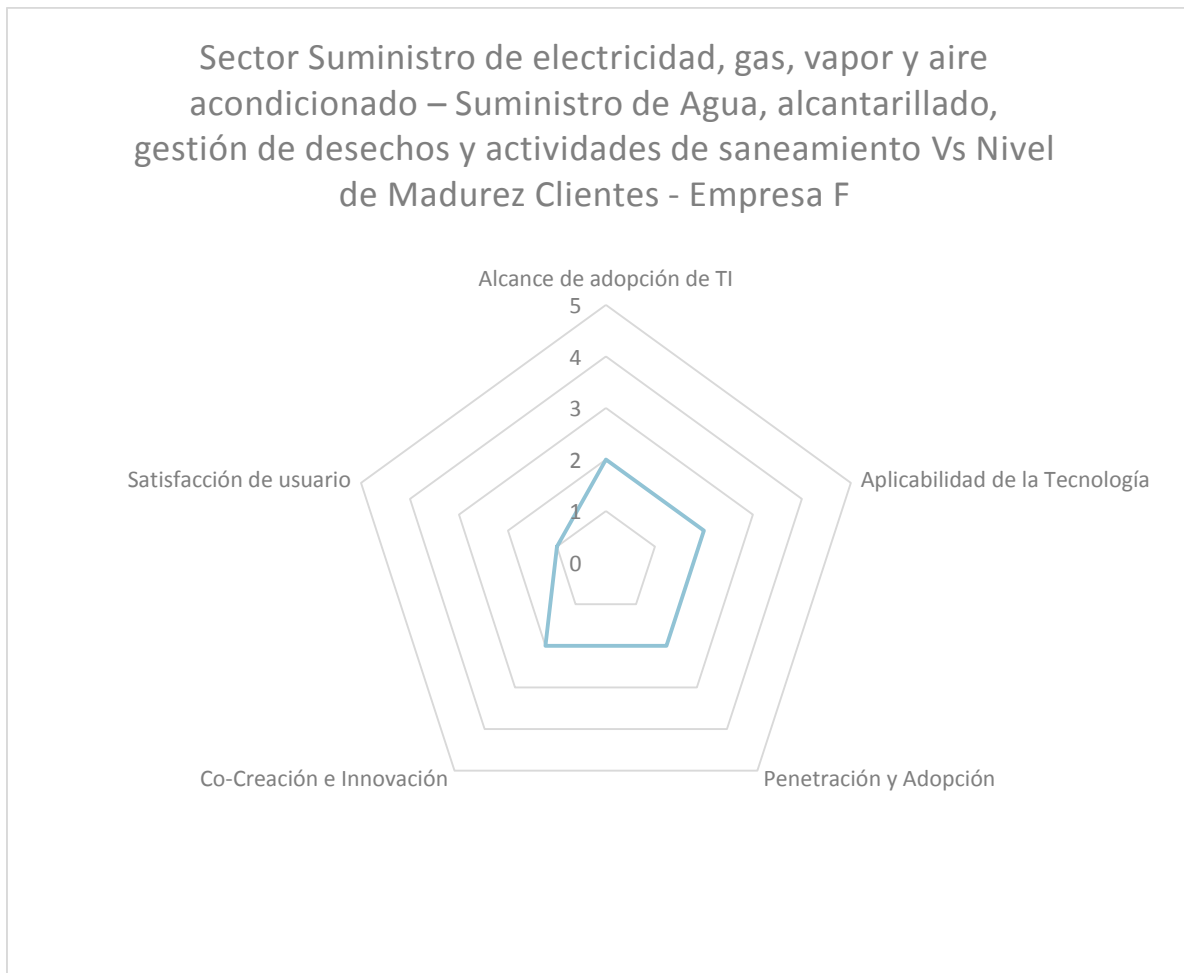 Sector Suministro de electricidad, gas, vapor y aire
acondicionado – Suministro de Agua, alcantarillado,
gestión de desechos y actividades de saneamiento Vs Nivel
de Madurez Clientes - Empresa F
Alcance de adopción de TI
5
4
3
2
1
0
Satisfacción de usuario
Aplicabilidad de la Tecnología
Co-Creación e Innovación
Penetración y Adopción